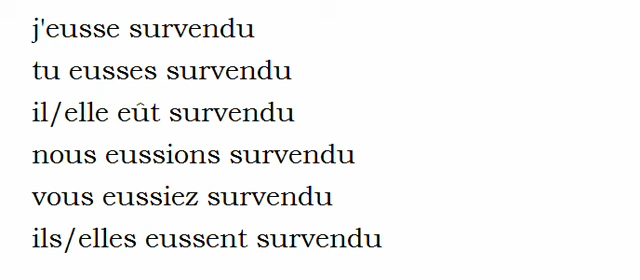 j'eusse survendu
tu eusses survendu
il/elle eût survendu
nous eussions survendu
vous eussiez survendu
ils/elles eussent survendu